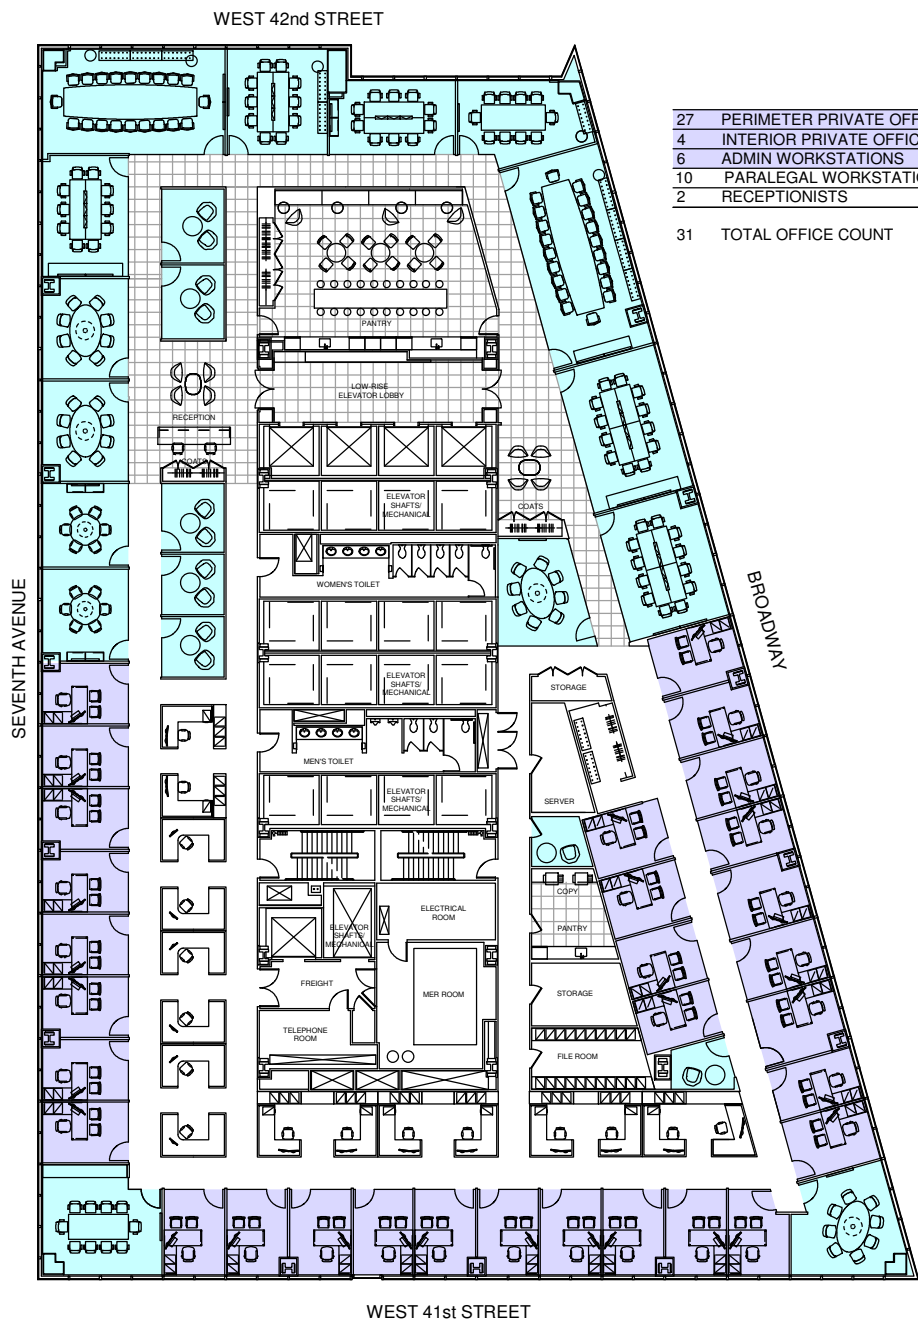 WEST 42nd STREET
27 PERIMETER PRIVATE OFF
4 INTERIOR PRIVATE OFFIC
6 ADMIN WORKSTATIONS
10 PARALEGAL WORKSTATIO
2 RECEPTIONISTS
31 TOTAL OFFICE COUNT
PANTRY
LOW-RISE
ELEVATOR LOBBY
RECEPTION
COATS
ELEVATOR
SHAFTS/
MECHANICAL
COATS
WOMEN'S TOILET
SEVENTH AVENUE
BROADWAY
ELEVATOR
SHAFTS/
MECHANICAL
STORAGE
MEN'S TOILET
ELEVATOR
SHAFTS/
MECHANICAL
SERVER
COPY
ELECTRICAL
ROOM
ELEVATOR
SHAFTS/
MECHANICAL
PANTRY
FREIGHT
MER ROOM
STORAGE
TELEPHONE
ROOM
FILE ROOM
WEST 41st STREET